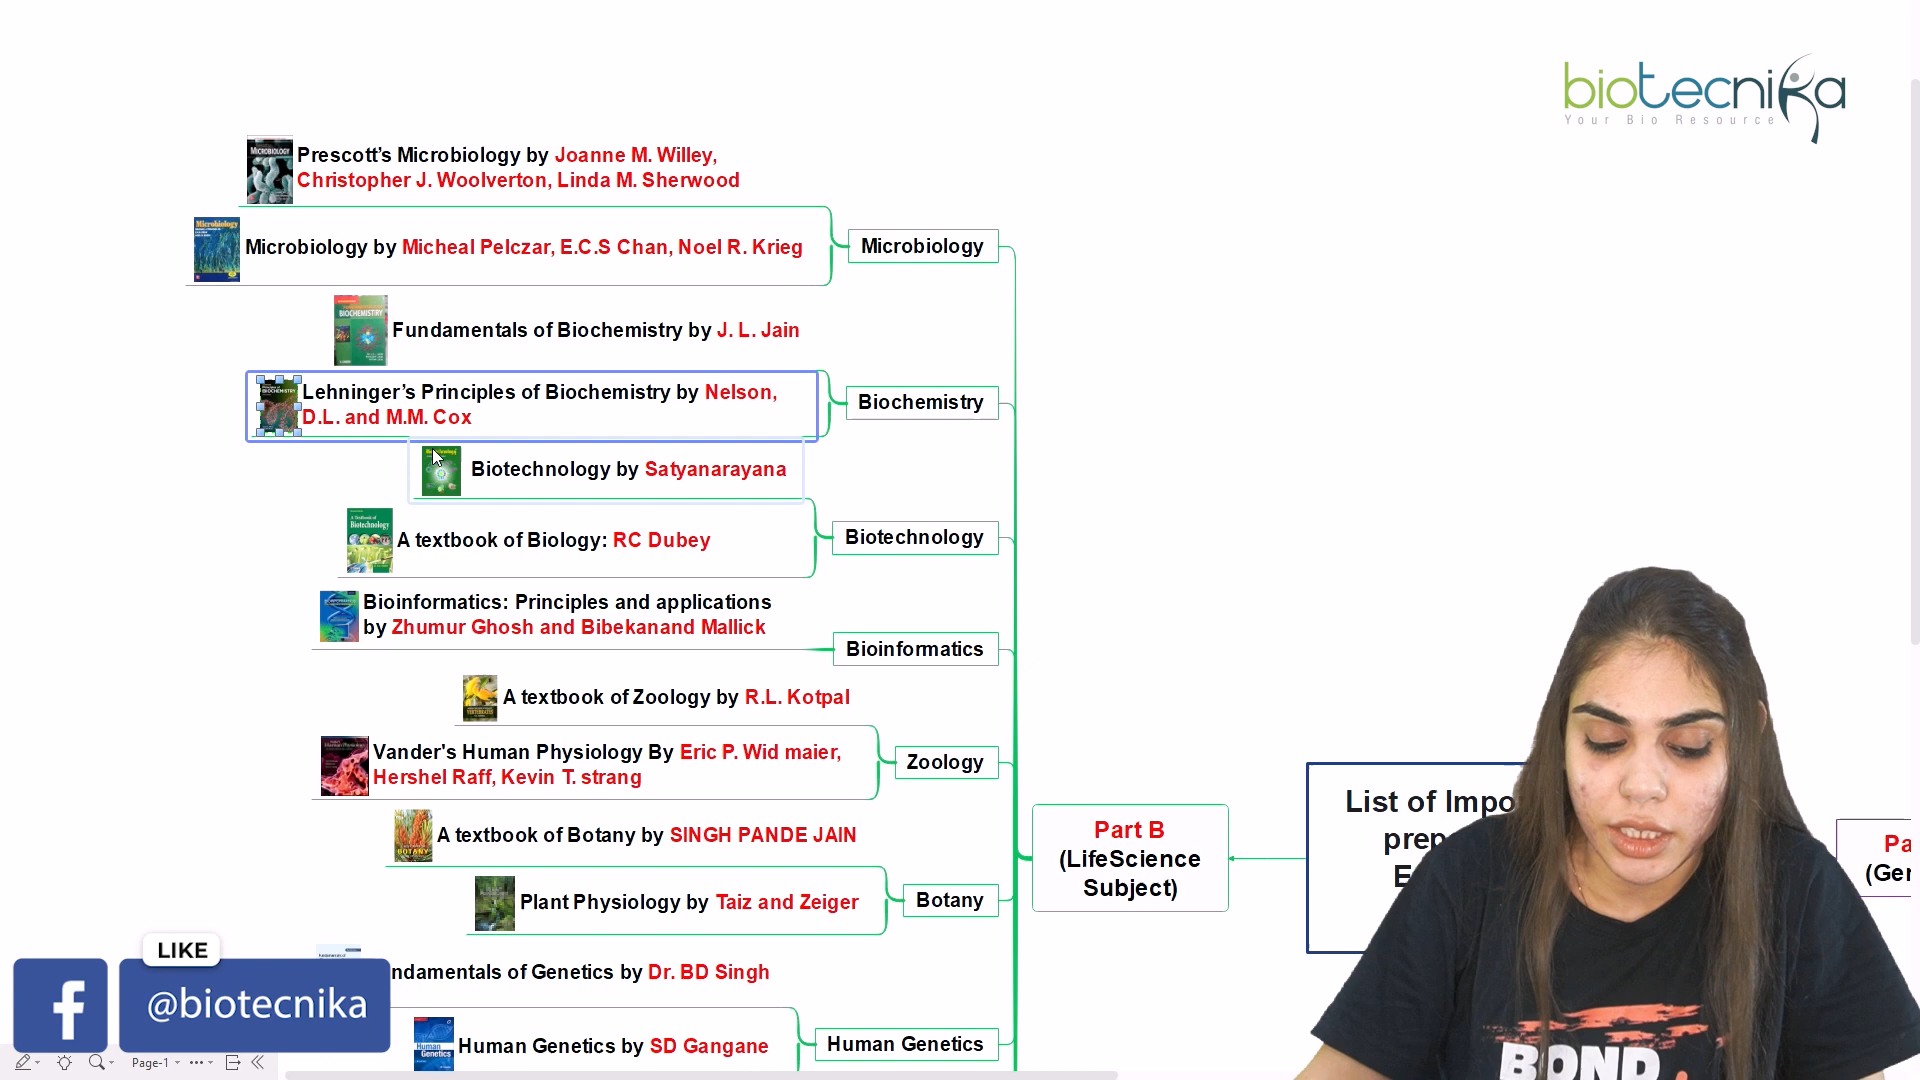 biotecnika
Your Bio Resource
Prescott’s Microbiology by Joanne M. Willey,
Christopher J. Woolverton, Linda M. Sherwood
Microbiology by Micheal Pelczar, E.C.S Chan, Noel R. Krieg
Microbiology
Fundamentals of Biochemistry by J. L. Jain
Lehninger’s Principles of Biochemistry by Nelson,
D.L. and M.M. Cox
Biochemistry
Biotechnology by Satyanarayana
A textbook of Biology: RC Dubey
Biotechnology
Bioinformatics: Principles and applications
by Zhumur Ghosh and Bibekanand Mallick
Bioinformatics
A textbook of Zoology by R.L. Kotpal
Vander's Human Physiology By Eric P. Wid maier,
Hershel Raff, Kevin T. strang
Zoology
A textbook of Botany by SINGH PANDE JAIN
Plant Physiology by Taiz and Zeiger
Botany
ndamentals of Genetics by Dr. BD Singh
Human Genetics by SD Gangane
Human Genetics
Part B
(LifeScience
Subject)
List of Impo
prep
E
Pa
(Ger
LIKE
@biotecnika
Page-1
BOND